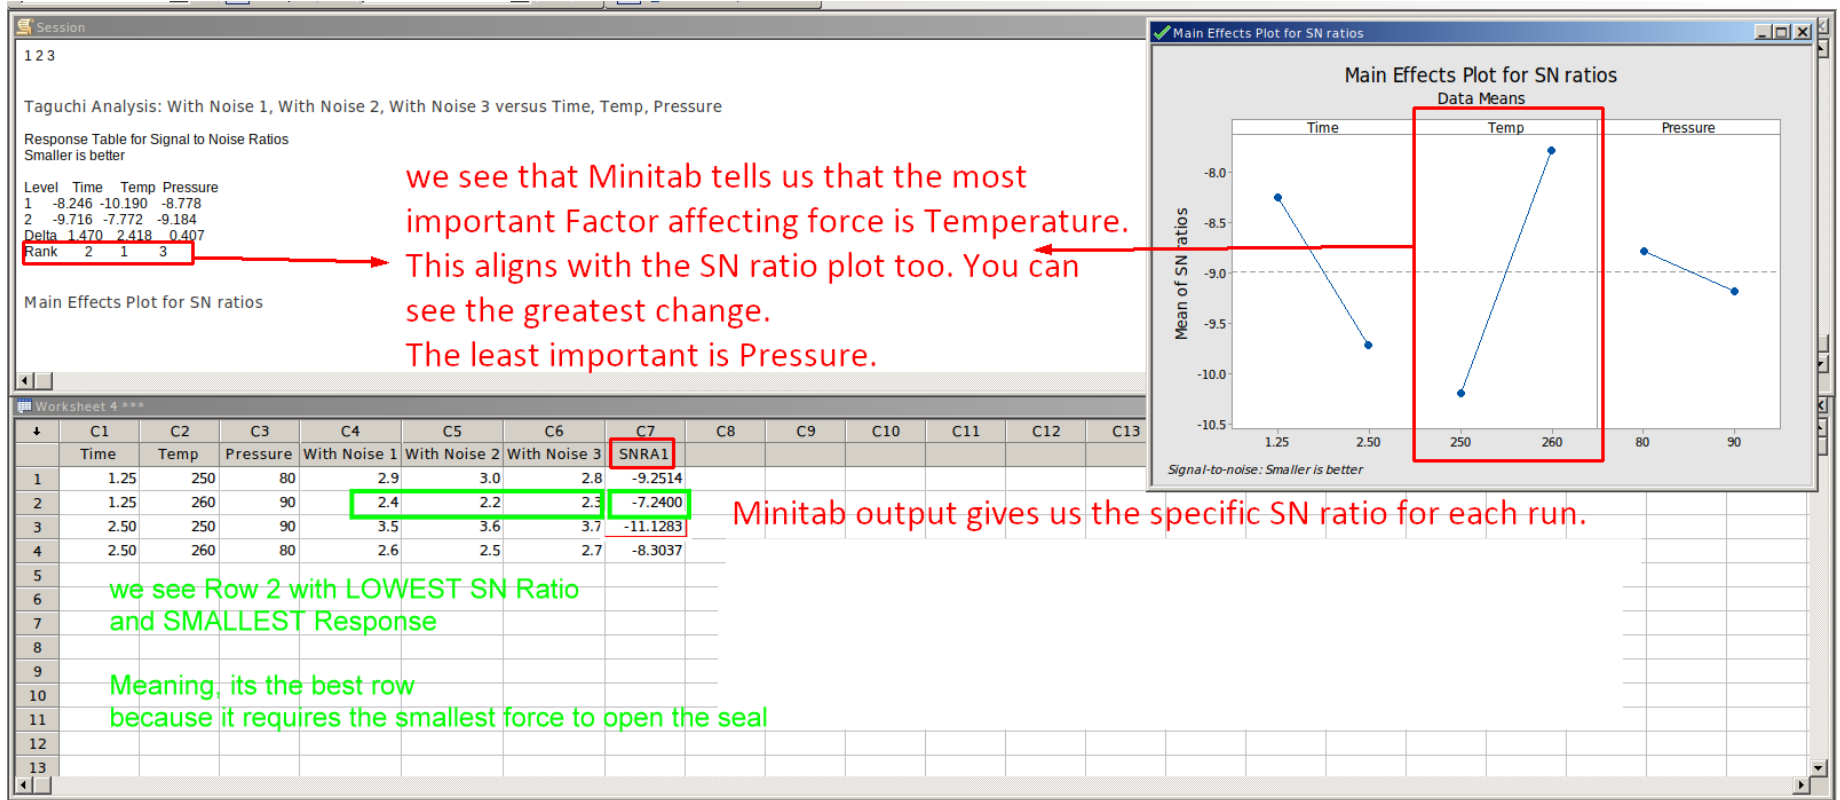 Session
1 2 3
Taguchi Analysis: With Noise 1, With Noise 2, With Noise 3 versus Time, Temp, Pressure
Response Table for Signal to Noise Ratios
Smaller is better
Level Time Temp Pressure
1 -8.246 -10.190 -8.778
2 -9.716 -7.772 -9.184
Delta 1.470 2.418 0.407
Rank 2 1 3
Main Effects Plot for SN ratios
we see that Minitab tells us that the most
important Factor affecting force is Temperature.
This aligns with the SN ratio plot too. You can
see the greatest change.
The least important is Pressure.
Main Effects Plot for SN ratios
Main Effects Plot for SN ratios
Data Means
Time Temp Pressure
Mean of SN ratios
-8.0
-8.5
-9.0
-9.5
-10.0
-10.5
1.25 2.50 250 260 80 90
Signal-to-noise: Smaller is better
Worksheet 4 ***
C1 C2 C3 C4 C5 C6 C7 C8 C9 C10 C11 C12 C13
Time Temp Pressure With Noise 1 With Noise 2 With Noise 3 SNRA1
1 1.25 250 80 2.9 3.0 2.8 -9.2514
2 1.25 260 90 2.4 2.2 2.3 -7.2400
3 2.50 250 90 3.5 3.6 3.7 -11.1283
4 2.50 260 80 2.6 2.5 2.7 -8.3037
5
6
7
8
9
10
11
12
13
Minitab output gives us the specific SN ratio for each run.
we see Row 2 with LOWEST SN Ratio
and SMALLEST Response
Meaning, its the best row
because it requires the smallest force to open the seal